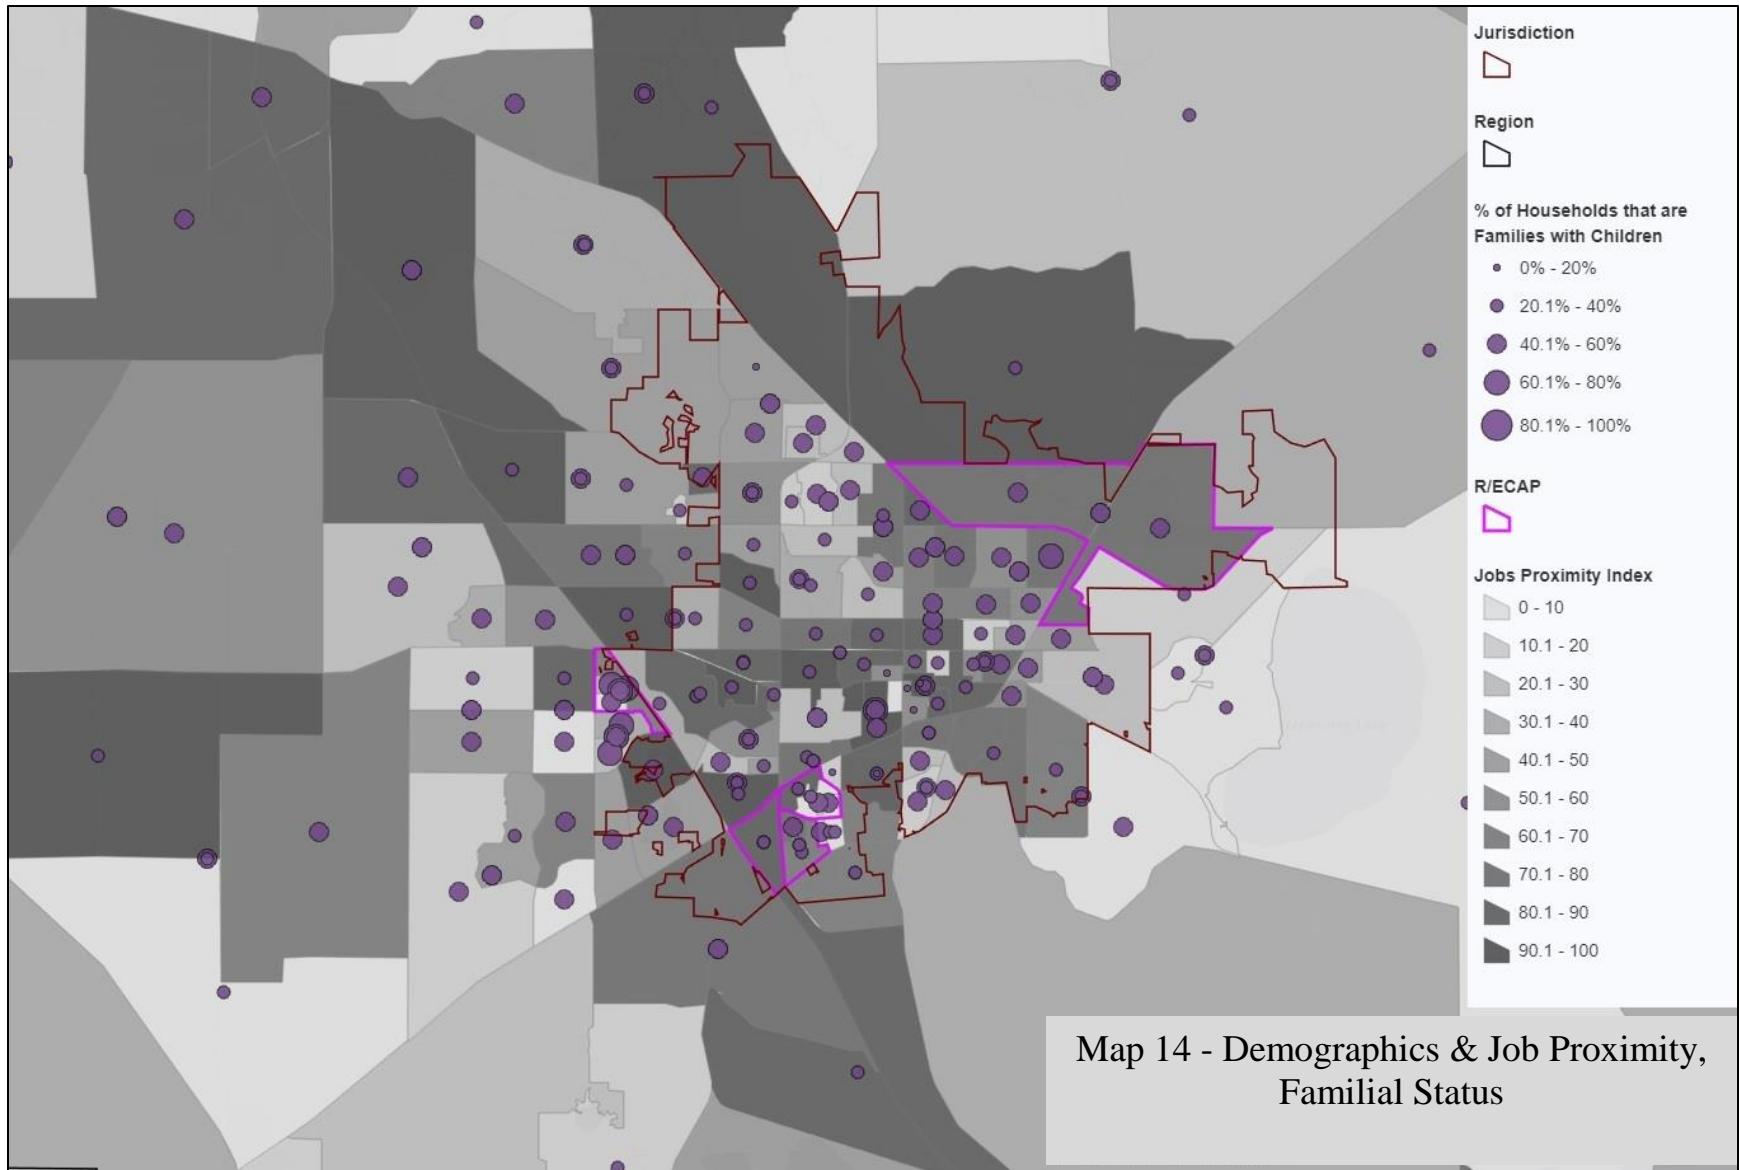 Jurisdiction
Region
% of Households that are
Families with Children
0% - 20%
20.1% - 40%
40.1% - 60%
60.1% - 80%
80.1% - 100%
R/ECAP
Jobs Proximity Index
0 - 10
10.1 - 20
20.1 - 30
30.1 - 40
40.1 - 50
50.1 - 60
60.1 - 70
70.1 - 80
80.1 - 90
90.1 - 100
Map 14 - Demographics & Job Proximity,
Familial Status